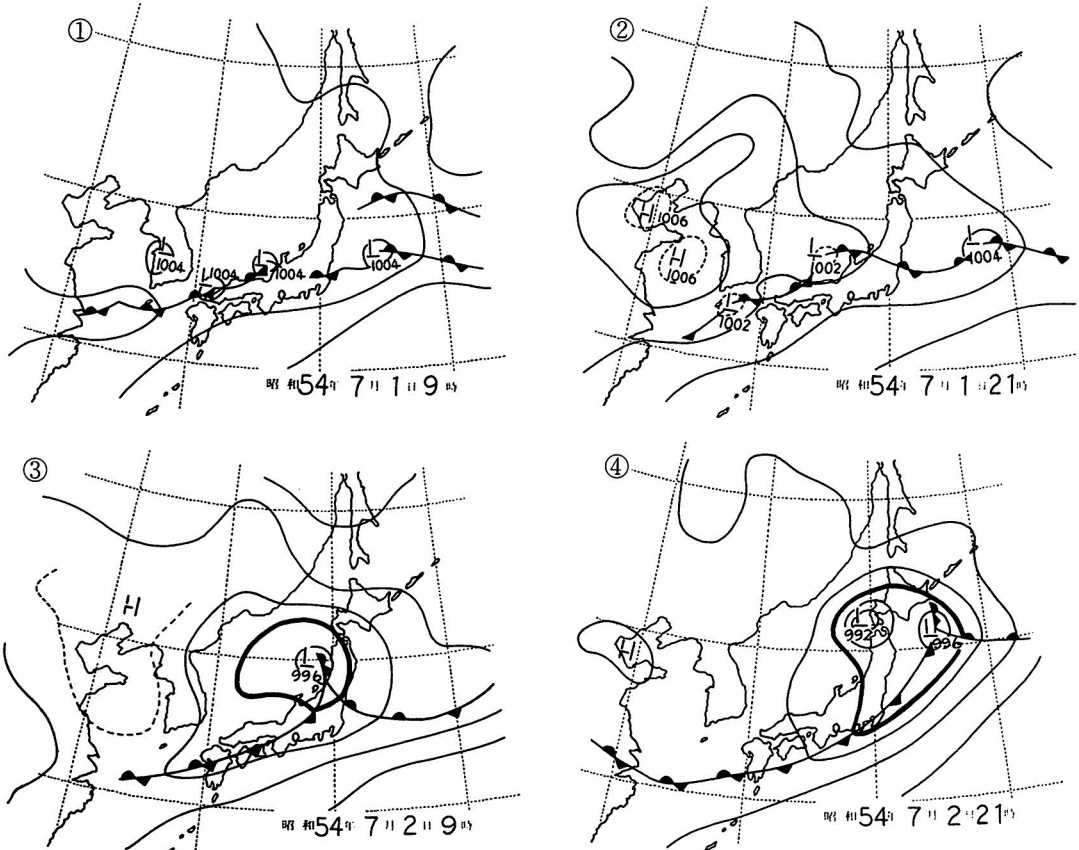 ①
L 1004
L 1004
L 1004
L 1004
昭和54年 7月1日9時
②
H 1006
H 1006
L 1002
L 1004
L 1002
昭和54年 7月1日21時
③
H
L 996
昭和54年 7月2日9時
④
H
L 992
L 996
昭和54年 7月2日21時